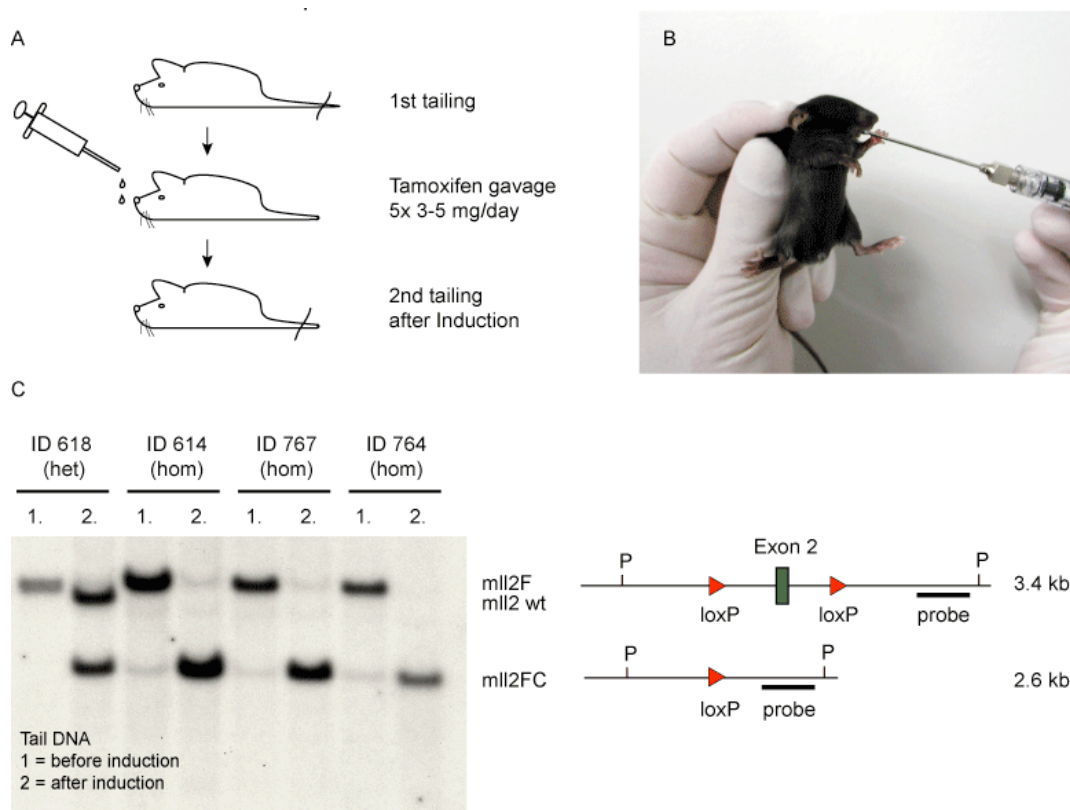 A
1st tailing
Tamoxifen gavage
5x 3-5 mg/day
2nd tailing
after Induction
B
C
ID 618 ID 614 ID 767 ID 764
(het) (hom) (hom) (hom)
1. 2. 1. 2. 1. 2. 1. 2.
mll2F
mll2 wt
mll2FC
Tail DNA
1 = before induction
2 = after induction
Exon 2
P P
3.4 kb
loxP loxP probe
P P
2.6 kb
loxP probe